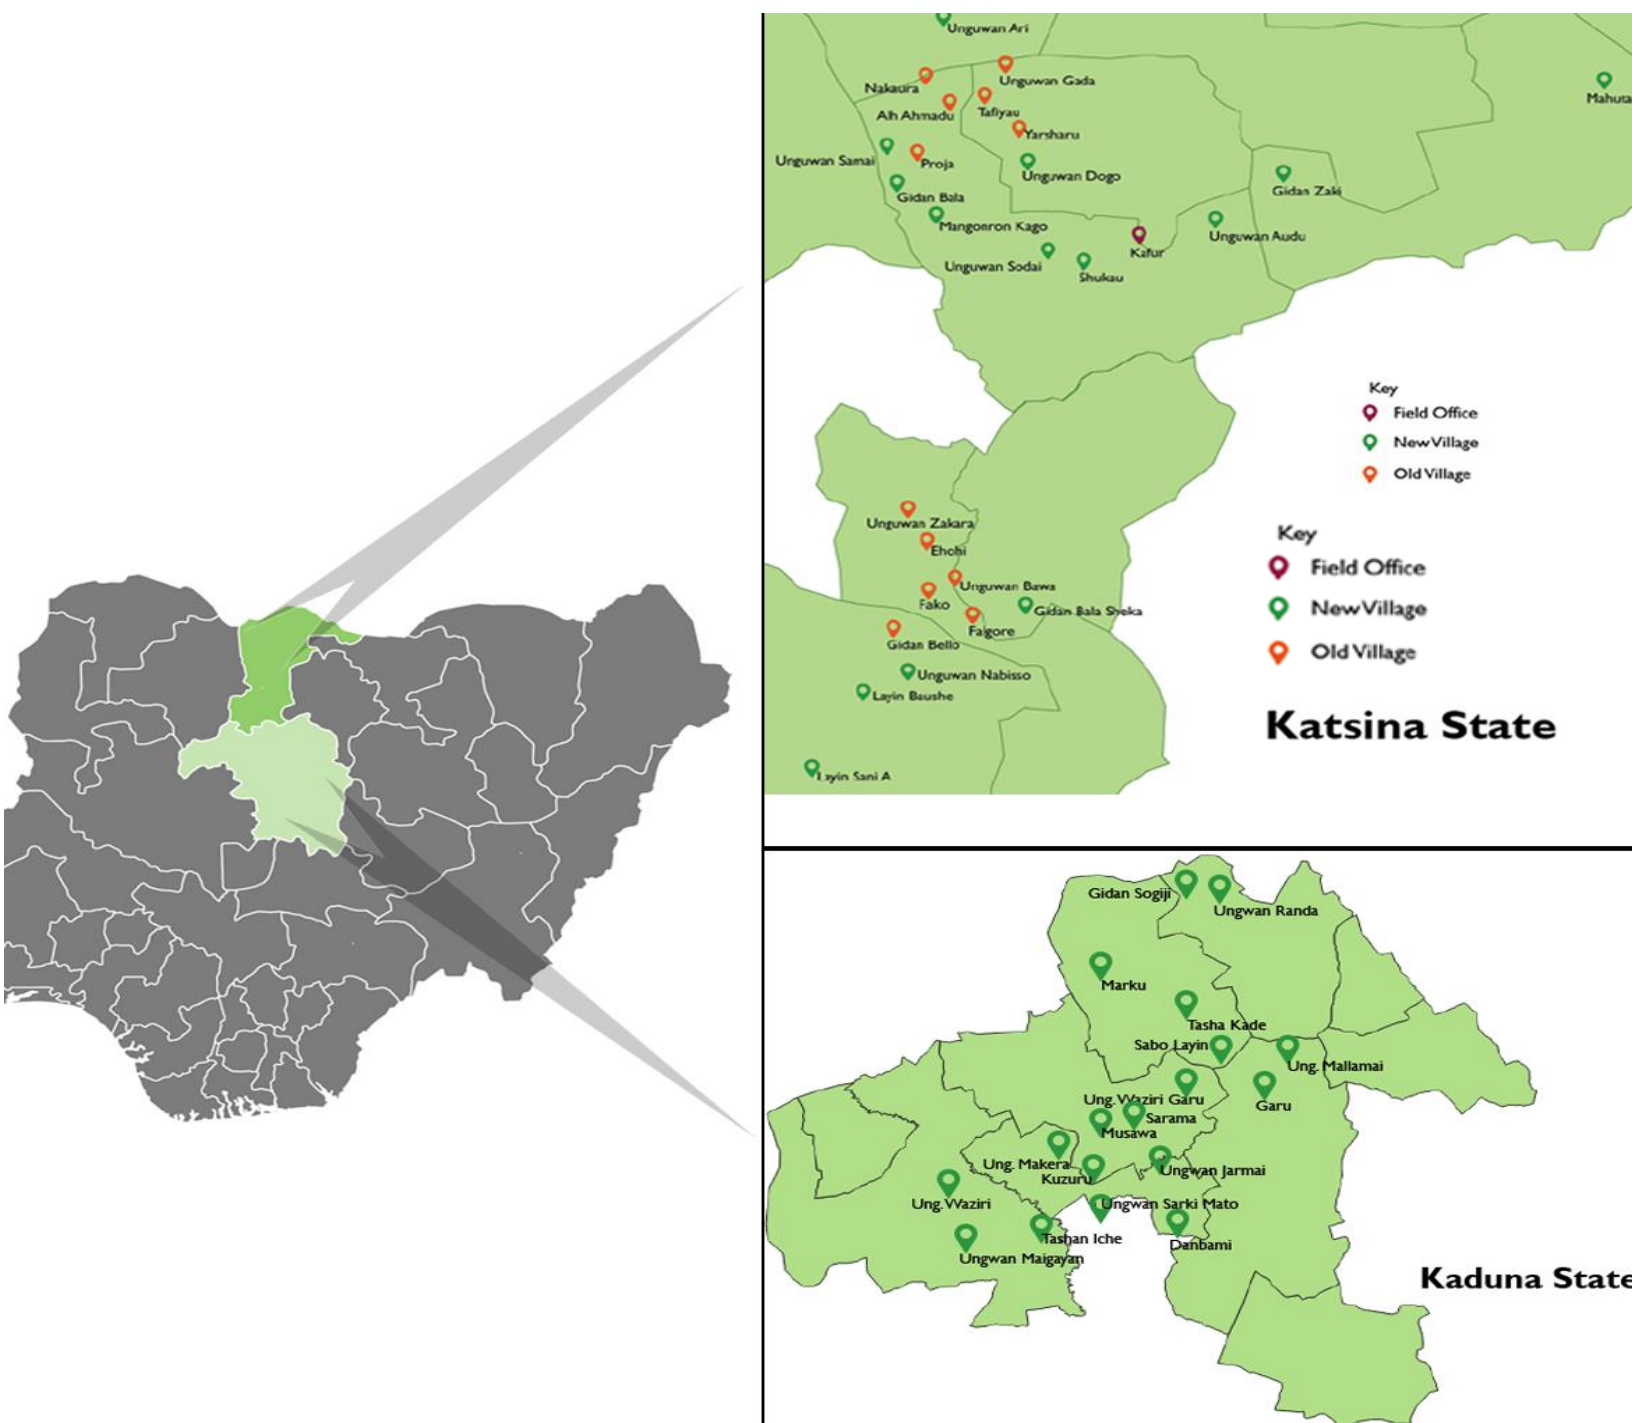 Unguwan Ari
Unguwan Gada
Nakaura
Mahuta
Alh Ahmadu
Tafiyau
Yarsharu
Unguwan Samai
Proja
Unguwan Dogo
Gidan Zaki
Gidan Bala
Mangonron Kago
Unguwan Audu
Kafur
Unguwan Sodai
Shukau
Key
Field Office
New Village
Old Village
Unguwan Zakara
Key
Ehohi
Field Office
Unguwan Bawa
Fako
New Village
Gidan Bala Sheka
Faigore
Gidan Bello
Old Village
Unguwan Nabisso
Layin Baushe
Katsina State
Layin Sani A
Gidan Sogiji
Ungwan Randa
Marku
Tasha Kade
Sabo Layin
Ung. Mallamai
Ung. Waziri Garu
Garu
Sarama
Musawa
Ung. Makera
Ungwan Jarmai
Kuzuru
Ung. Waziri
Ungwan Sarki Mato
Tashan Iche
Danbami
Ungwan Maigayan
Kaduna State